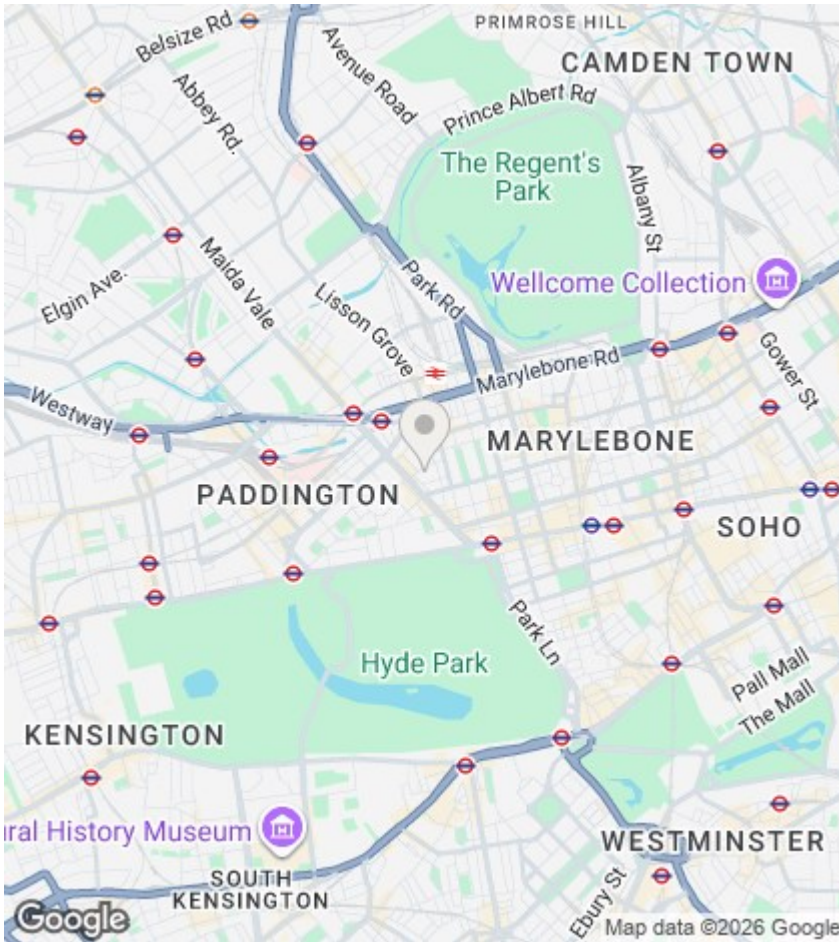 PRIMROSE HILL
Belsize Rd
Avenue Road
CAMDEN TOWN
Abbey Rd.
Prince Albert Rd
The Regent's
Park
Albany St
Maida Vale
Wellcome Collection
Elgin Ave.
Park Rd
Lisson Grove
Gower St
Marylebone Rd
Westway
MARYLEBONE
PADDINGTON
SOHO
Park Ln
Hyde Park
Pall Mall
The Mall
KENSINGTON
ural History Museum
WESTMINSTER
SOUTH
KENSINGTON
Ebury St
Google
Map data ©2026 Google